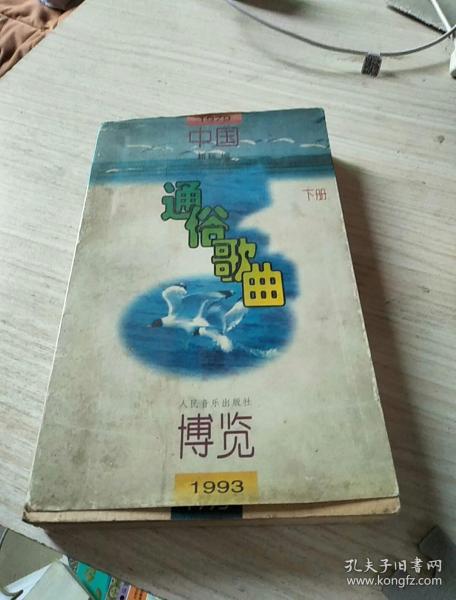 中国
下册
通俗歌曲
人民音乐出版社
博览
1993
孔夫子旧书网
www.kongfz.com